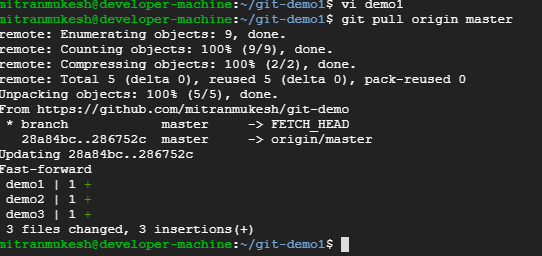 mitranmukesh@developer-machine:~/git-demo1$ vi demo1
mitranmukesh@developer-machine:~/git-demo1$ git pull origin master
remote: Enumerating objects: 9, done.
remote: Counting objects: 100% (9/9), done.
remote: Compressing objects: 100% (2/2), done.
remote: Total 5 (delta 0), reused 5 (delta 0), pack-reused 0
Unpacking objects: 100% (5/5), done.
From https://github.com/mitranmukesh/git-demo
 * branch            master     -> FETCH_HEAD
   28a84bc..286752c  master     -> origin/master
Updating 28a84bc..286752c
Fast-forward
 demo1 | 1 +
 demo2 | 1 +
 demo3 | 1 +
 3 files changed, 3 insertions(+)
mitranmukesh@developer-machine:~/git-demo1$